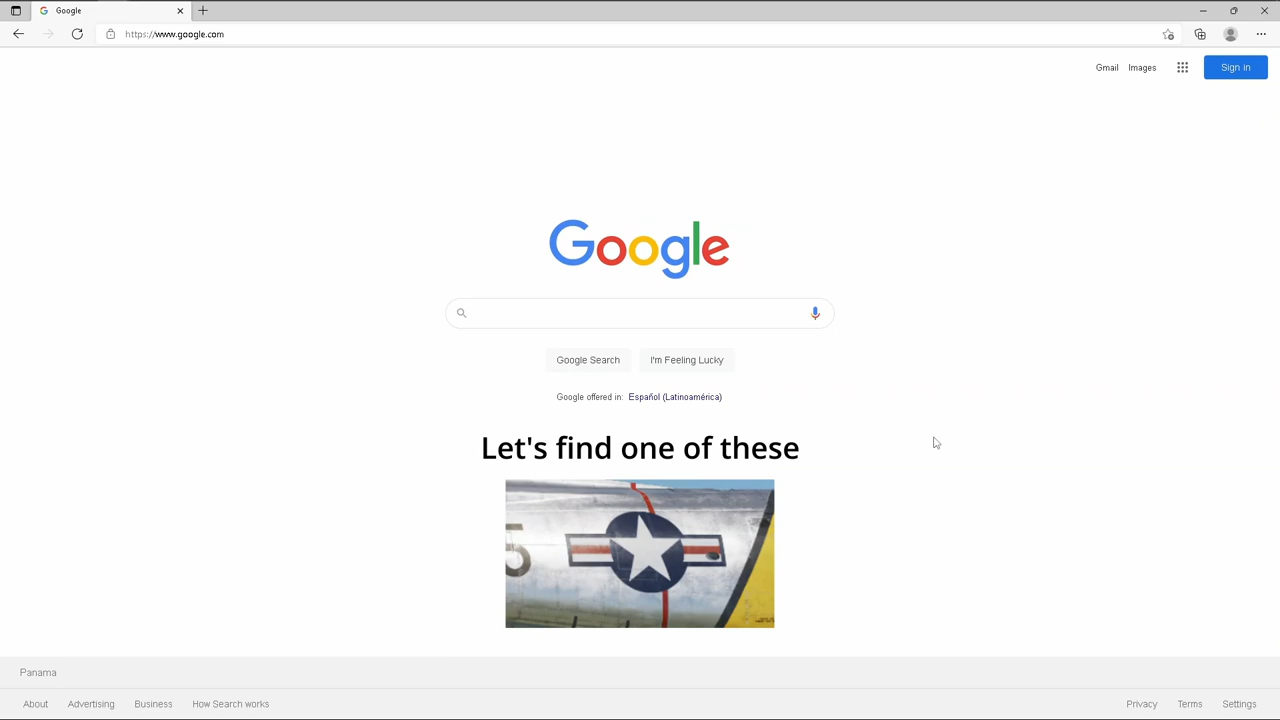 Google
https://www.google.com
Gmail Images Sign in
Google
Google Search I'm Feeling Lucky
Google offered in: Español (Latinoamérica)
Let's find one of these
5
Panama
About Advertising Business How Search works Privacy Terms Settings